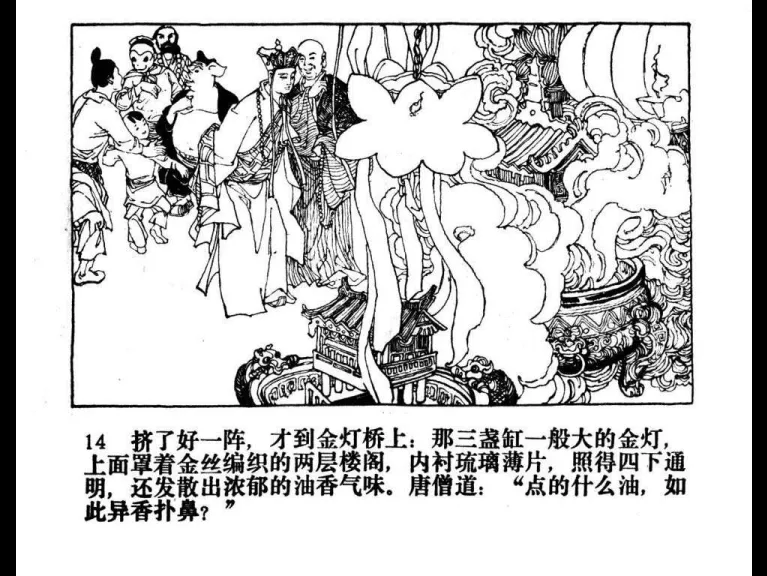 14 挤了好一阵，才到金灯桥上：那三盏缸一般大的金灯，
上面罩着金丝编织的两层楼阁，内衬琉璃薄片，照得四下通
明，还发散出浓郁的油香气味。唐僧道：“点的什么油，如
此异香扑鼻？”